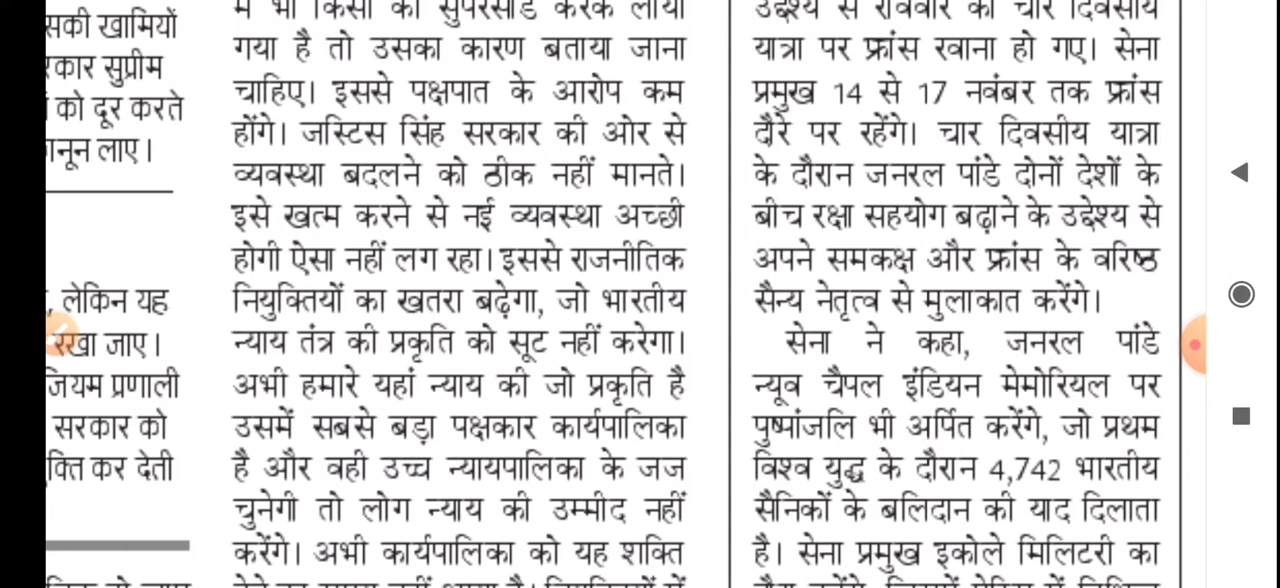 सकी खामियों
रकार सुप्रीम
को दूर करते
ानून लाए।
, लेकिन यह
रखा जाए।
जियम प्रणाली
सरकार को
क्ति कर देती
में भी किसी को सुपरसीड करके लाया
गया है तो उसका कारण बताया जाना
चाहिए। इससे पक्षपात के आरोप कम
होंगे। जस्टिस सिंह सरकार की ओर से
व्यवस्था बदलने को ठीक नहीं मानते।
इसे खत्म करने से नई व्यवस्था अच्छी
होगी ऐसा नहीं लग रहा। इससे राजनीतिक
नियुक्तियों का खतरा बढ़ेगा, जो भारतीय
न्याय तंत्र की प्रकृति को सूट नहीं करेगा।
अभी हमारे यहां न्याय की जो प्रकृति है
उसमें सबसे बड़ा पक्षकार कार्यपालिका
है और वही उच्च न्यायपालिका के जज
चुनेगी तो लोग न्याय की उम्मीद नहीं
करेंगे। अभी कार्यपालिका को यह शक्ति
उद्देश्य से रविवार को चार दिवसीय
यात्रा पर फ्रांस रवाना हो गए। सेना
प्रमुख 14 से 17 नवंबर तक फ्रांस
दौरे पर रहेंगे। चार दिवसीय यात्रा
के दौरान जनरल पांडे दोनों देशों के
बीच रक्षा सहयोग बढ़ाने के उद्देश्य से
अपने समकक्ष और फ्रांस के वरिष्ठ
सैन्य नेतृत्व से मुलाकात करेंगे।
सेना ने कहा, जनरल पांडे
न्यूव चैपल इंडियन मेमोरियल पर
पुष्पांजलि भी अर्पित करेंगे, जो प्रथम
विश्व युद्ध के दौरान 4,742 भारतीय
सैनिकों के बलिदान की याद दिलाता
है। सेना प्रमुख इकोले मिलिटरी का